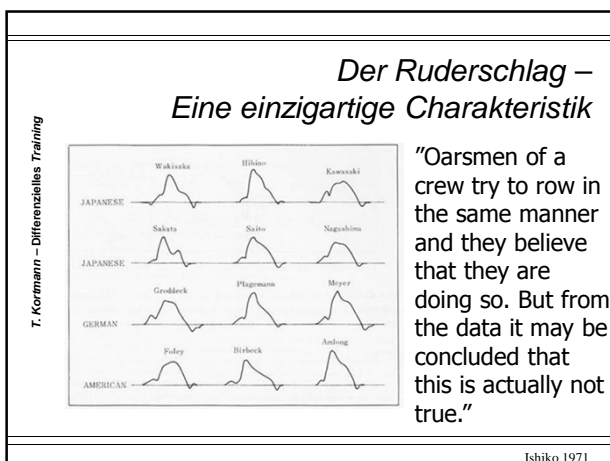 Der Ruderschlag –
Eine einzigartige Charakteristik
T. Kortmann – Differenzielles Training
Wakisaka Hibino Kawasaki
JAPANESE
Sakata Saito Nagashima
JAPANESE
Groddeck Plagemann Meyer
GERMAN
Foley Birbeck Amlong
AMERICAN
”Oarsmen of a
crew try to row in
the same manner
and they believe
that they are
doing so. But from
the data it may be
concluded that
this is actually not
true.”
Ishiko 1971